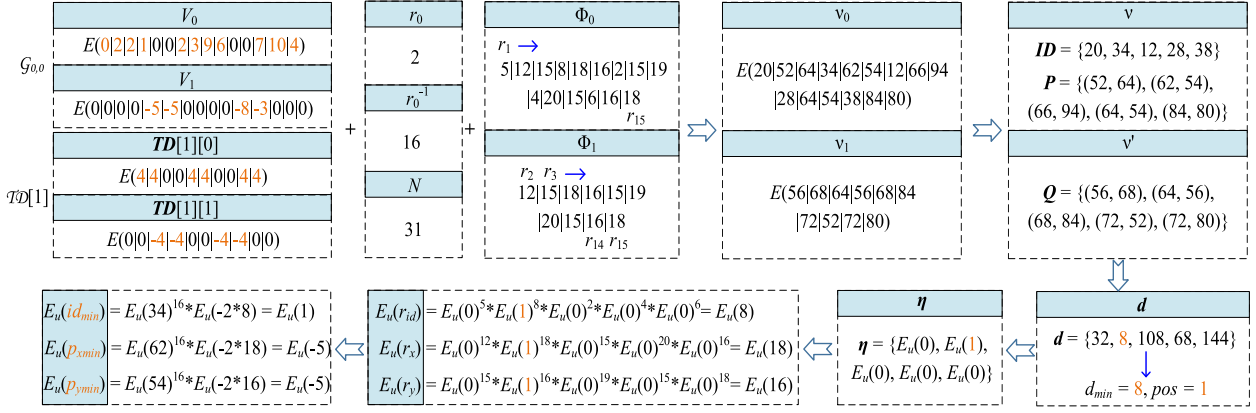 V₀
E(0|2|2|1|0|0|2|3|9|6|0|0|7|10|4)
𝒢₀,₀
V₁
E(0|0|0|0|-5|-5|0|0|0|0|-8|-3|0|0|0)
TD[1][0]
E(4|4|0|0|4|4|0|0|4|4)
𝒯𝒟[1]
TD[1][1]
E(0|0|-4|-4|0|0|-4|-4|0|0)
+
r₀
2
r₀⁻¹
16
N
31
+
Φ₀
r₁ →
5|12|15|8|18|16|2|15|19
|4|20|15|6|16|18
r₁₅
Φ₁
r₂ r₃ →
12|15|18|16|15|19
|20|15|16|18
r₁₄ r₁₅
ν₀
E(20|52|64|34|62|54|12|66|94
|28|64|54|38|84|80)
ν₁
E(56|68|64|56|68|84
|72|52|72|80)
ν
ID = {20, 34, 12, 28, 38}
P = {(52, 64), (62, 54),
(66, 94), (64, 54), (84, 80)}
ν'
Q = {(56, 68), (64, 56),
(68, 84), (72, 52), (72, 80)}
d
d = {32, 8, 108, 68, 144}
d_min = 8, pos = 1
η
η = {Eᵤ(0), Eᵤ(1),
Eᵤ(0), Eᵤ(0), Eᵤ(0)}
Eᵤ(r_id) = Eᵤ(0)⁵*Eᵤ(1)⁸*Eᵤ(0)²*Eᵤ(0)⁴*Eᵤ(0)⁶= Eᵤ(8)
Eᵤ(r_x) = Eᵤ(0)¹²*Eᵤ(1)¹⁸*Eᵤ(0)¹⁵*Eᵤ(0)²⁰*Eᵤ(0)¹⁶= Eᵤ(18)
Eᵤ(r_y) = Eᵤ(0)¹⁵*Eᵤ(1)¹⁶*Eᵤ(0)¹⁹*Eᵤ(0)¹⁵*Eᵤ(0)¹⁸= Eᵤ(16)
Eᵤ(id_min) = Eᵤ(34)¹⁶*Eᵤ(-2*8) = Eᵤ(1)
Eᵤ(p_xmin) = Eᵤ(62)¹⁶*Eᵤ(-2*18) = Eᵤ(-5)
Eᵤ(p_ymin) = Eᵤ(54)¹⁶*Eᵤ(-2*16) = Eᵤ(-5)